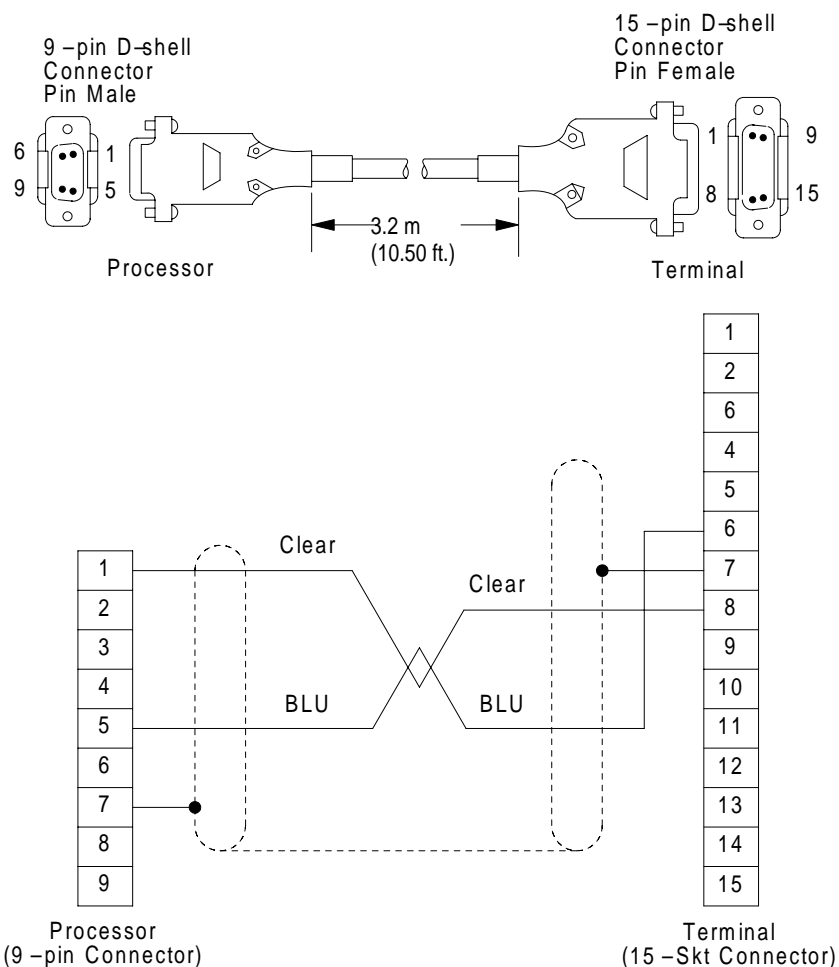 9 –pin D–shell
Connector
Pin Male
15 –pin D–shell
Connector
Pin Female
6
1
9
5
1
9
8
15
3.2 m
(10.50 ft.)
Processor
Terminal
1
2
6
4
5
6
7
8
9
10
11
12
13
14
15
1
2
3
4
5
6
7
8
9
Clear
Clear
BLU
BLU
Processor
(9 –pin Connector)
Terminal
(15 –Skt Connector)